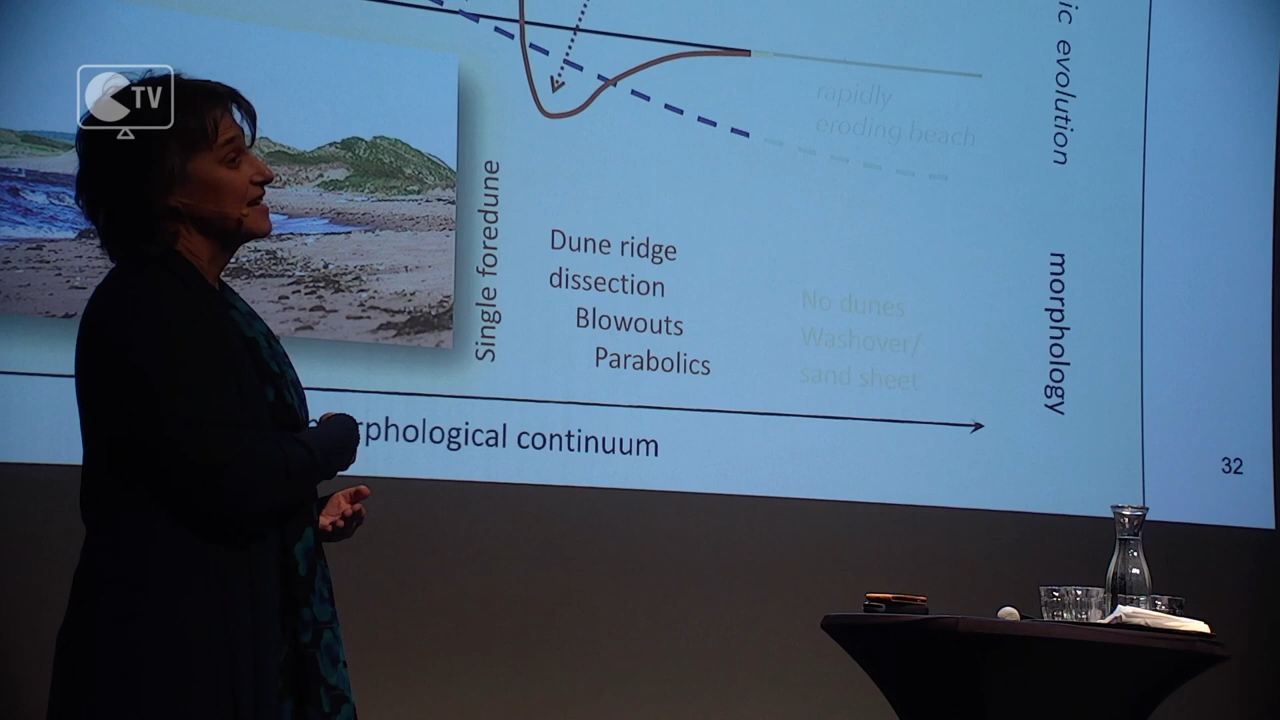 TV
rapidly
eroding beach
ic evolution
Single foredune
Dune ridge
dissection
Blowouts
Parabolics
No dunes
Washover/
sand sheet
morphology
rphological continuum
32